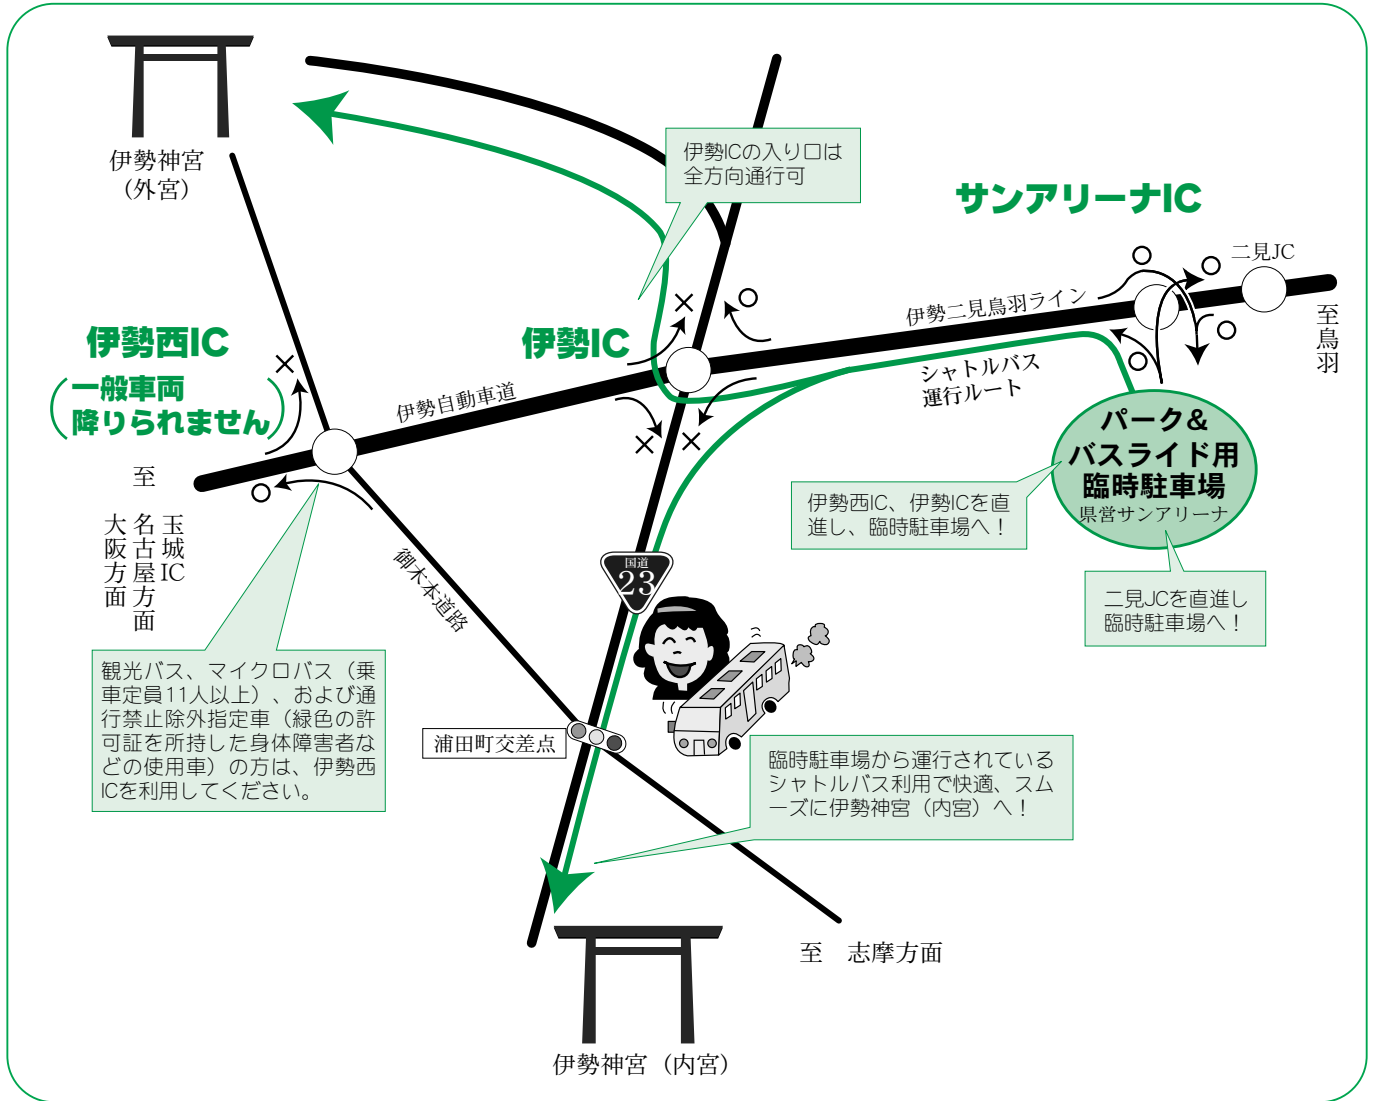 伊勢神宮
（外宮）
伊勢ICの入り口は
全方向通行可
サンアリーナIC
二見JC
至鳥羽
伊勢二見鳥羽ライン
シャトルバス
運行ルート
伊勢西IC
（一般車両
降りられません）
伊勢IC
伊勢自動車道
至
玉城IC
名古屋方面
大阪方面
パーク&
バスライド用
臨時駐車場
県営サンアリーナ
伊勢西IC、伊勢ICを直
進し、臨時駐車場へ！
二見JCを直進し
臨時駐車場へ！
御木本道路
国道
23
観光バス、マイクロバス（乗
車定員11人以上）、および通
行禁止除外指定車（緑色の許
可証を所持した身体障害者な
どの使用車）の方は、伊勢西
ICを利用してください。
浦田町交差点
臨時駐車場から運行されている
シャトルバス利用で快適、スム
ーズに伊勢神宮（内宮）へ！
至　志摩方面
伊勢神宮（内宮）